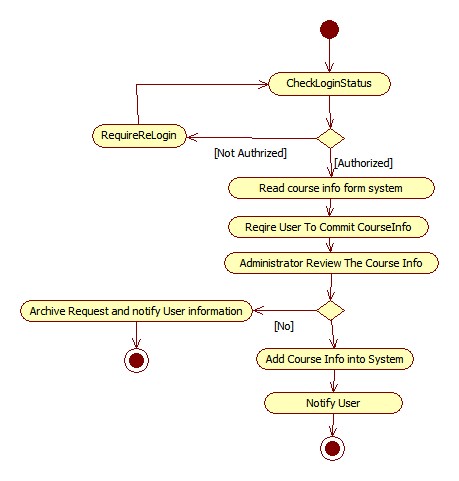 CheckLoginStatus
RequireReLogin
[Not Authrized]
[Authorized]
Read course info form system
Reqire User To Commit CourseInfo
Administrator Review The Course Info
Archive Request and notify User information
[No]
Add Course Info into System
Notify User